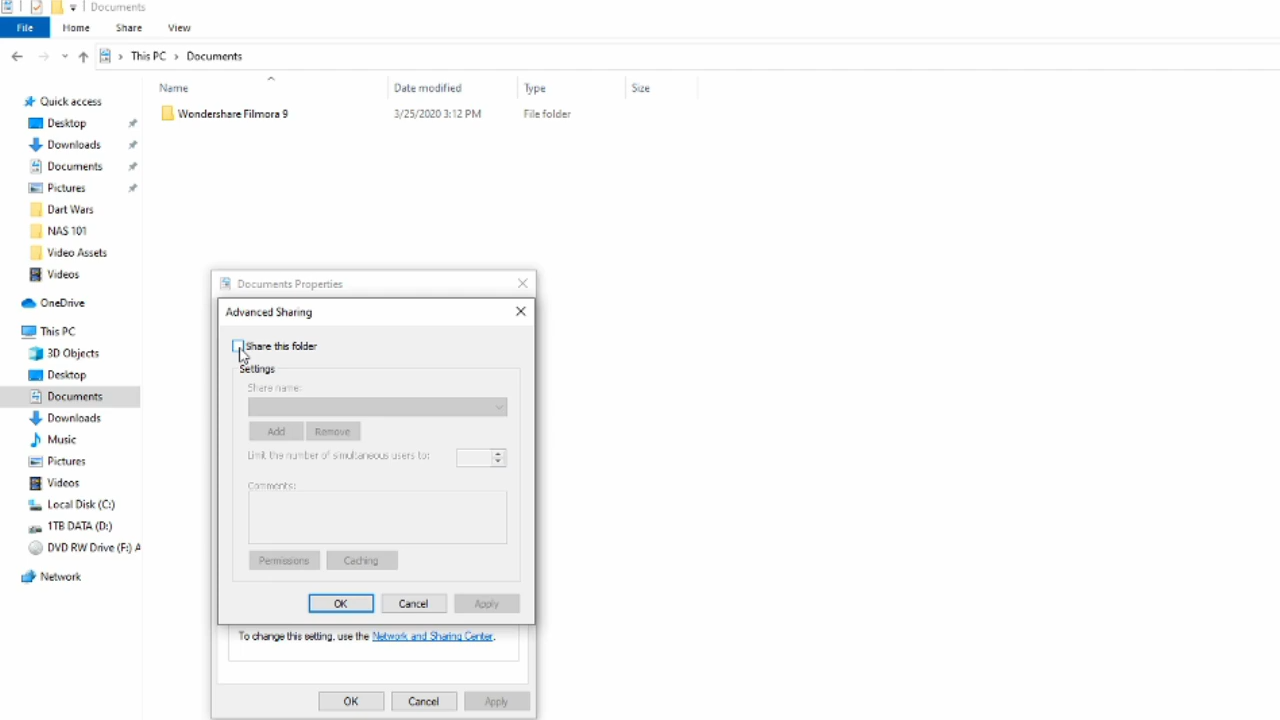 Documents
File Home Share View
This PC Documents
Name Date modified Type Size
Wondershare Filmora 9 3/25/2020 3:12 PM File folder
Quick access
Desktop
Downloads
Documents
Pictures
Dart Wars
NAS 101
Video Assets
Videos
OneDrive
This PC
3D Objects
Desktop
Documents
Downloads
Music
Pictures
Videos
Local Disk (C:)
1TB DATA (D:)
DVD RW Drive (F:) A
Network
Documents Properties
Advanced Sharing
Share this folder
Settings
Share name:
Add Remove
Limit the number of simultaneous users to:
Comments:
Permissions Caching
OK Cancel Apply
To change this setting, use the Network and Sharing Center.
OK Cancel Apply